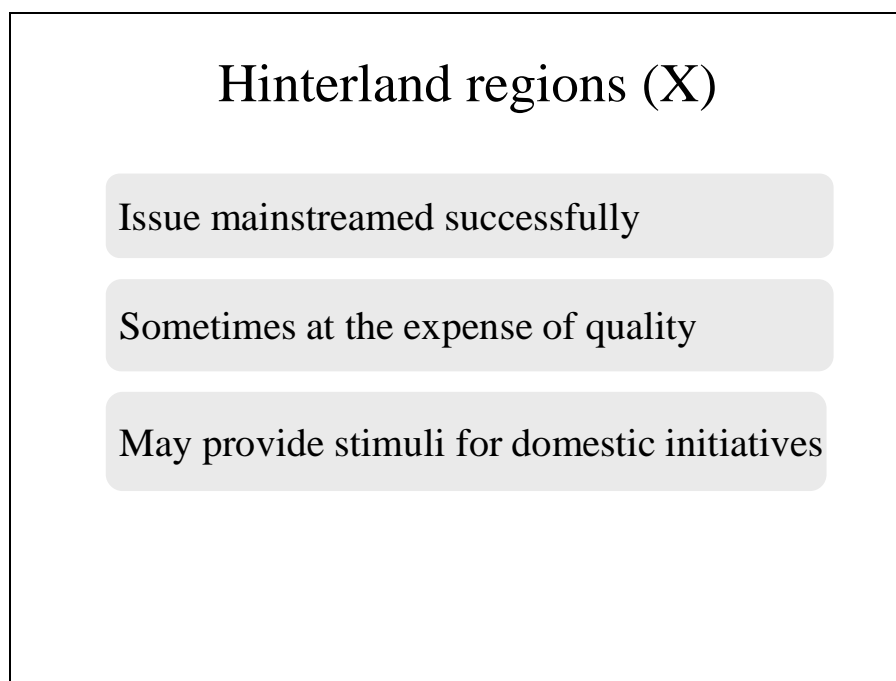 Hinterland regions (X)
Issue mainstreamed successfully
Sometimes at the expense of quality
May provide stimuli for domestic initiatives